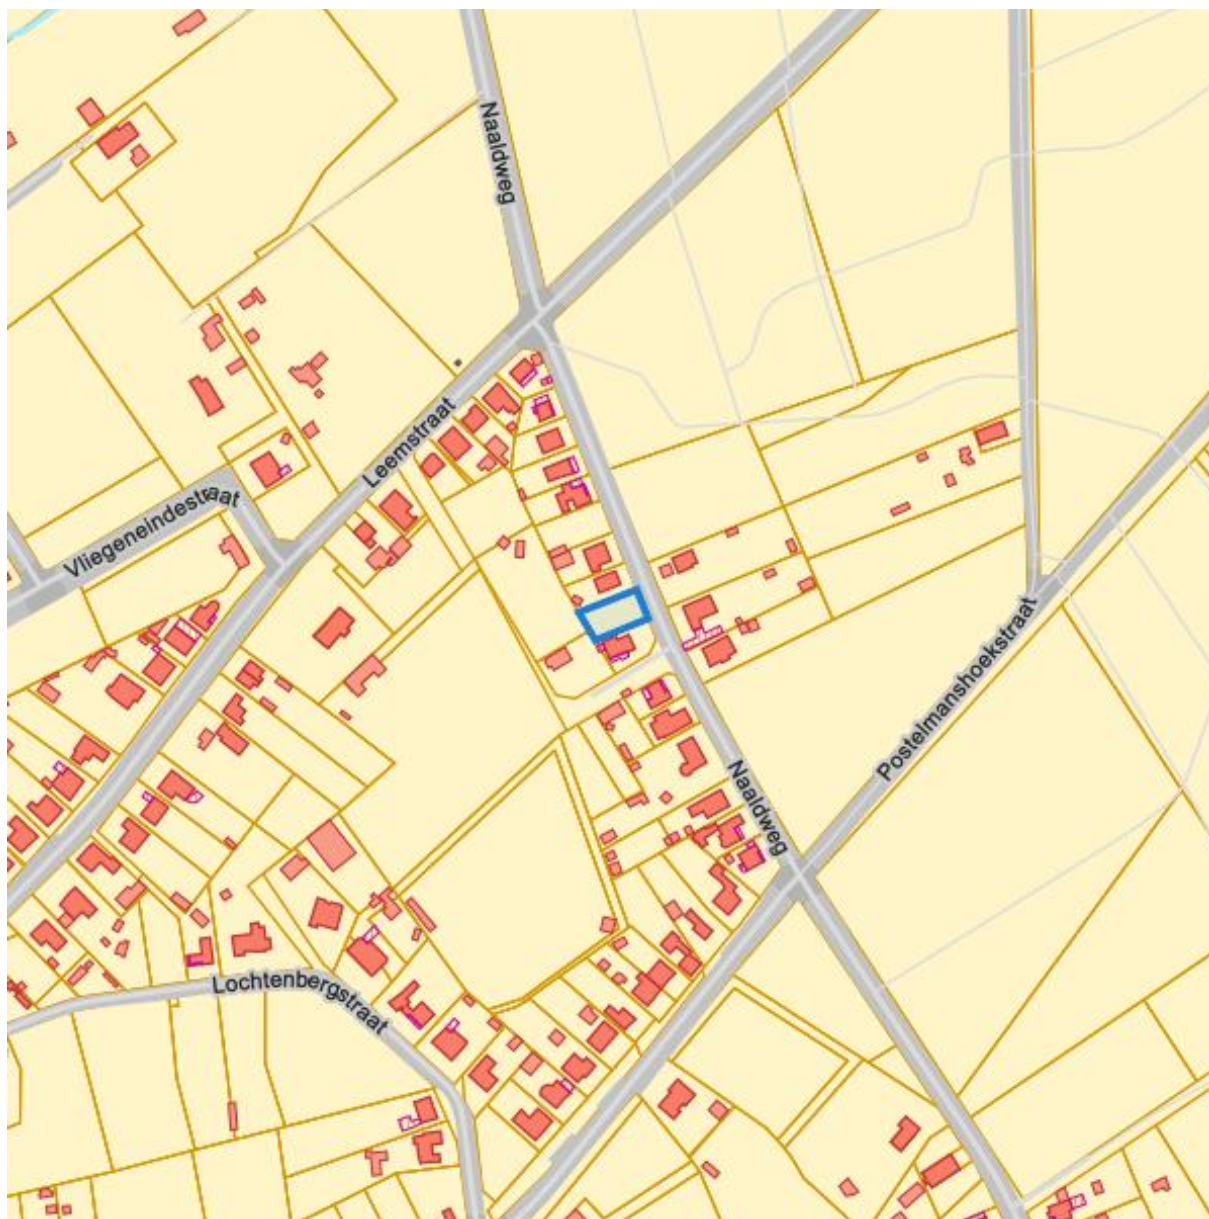 Naaldweg
Leemstraat
Vliegeneindestraat
Postelmanshoekstraat
Naaldweg
Lochtenbergstraat